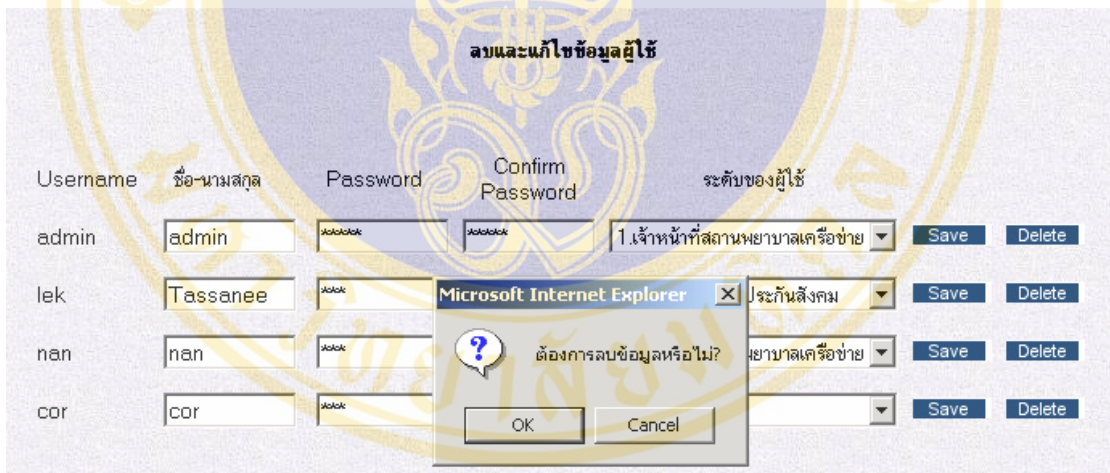 ลบและแก้ไขข้อมูลผู้ใช้
Username ชื่อ-นามสกุล Password Confirm Password ระดับของผู้ใช้
admin admin ****** ****** 1.เจ้าหน้าที่สถานพยาบาลเครือข่าย Save Delete
lek Tassanee **** ประกันสังคม Save Delete
Microsoft Internet Explorer
ต้องการลบข้อมูลหรือไม่?
OK Cancel
nan nan **** พยาบาลเครือข่าย Save Delete
cor cor **** Save Delete